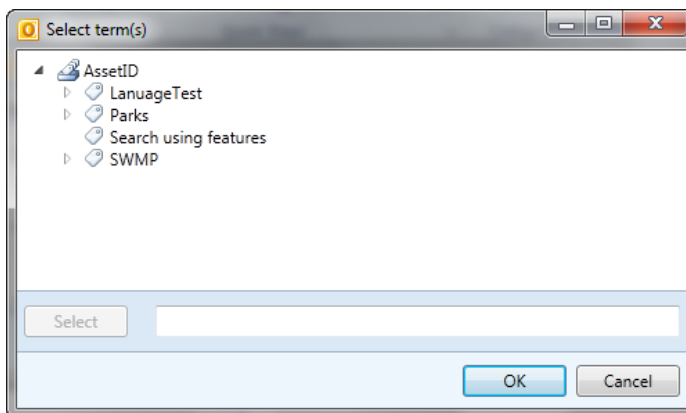 Select term(s)
AssetID
LanuageTest
Parks
Search using features
SWMP
Select
OK
Cancel